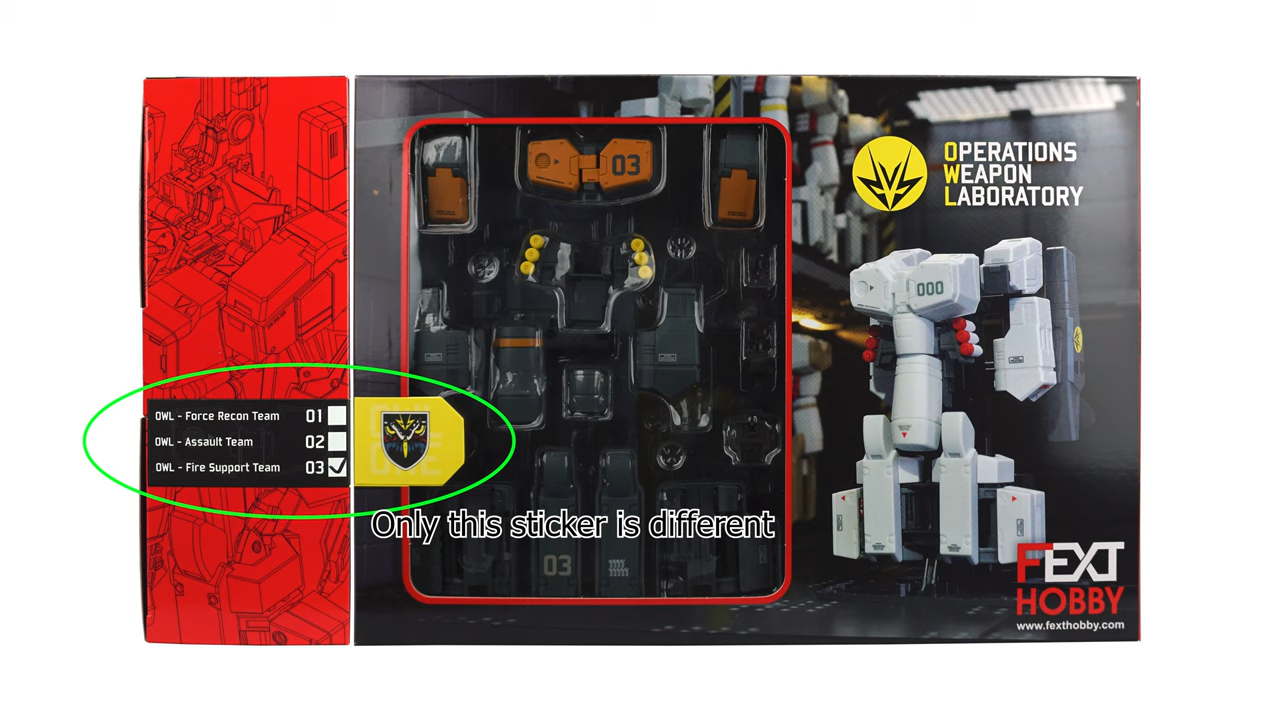 OWL - Force Recon Team 01
OWL - Assault Team 02
OWL - Fire Support Team 03
03
03
OPERATIONS
WEAPON
LABORATORY
000
Only this sticker is different
FEXT
HOBBY
www.fexthobby.com